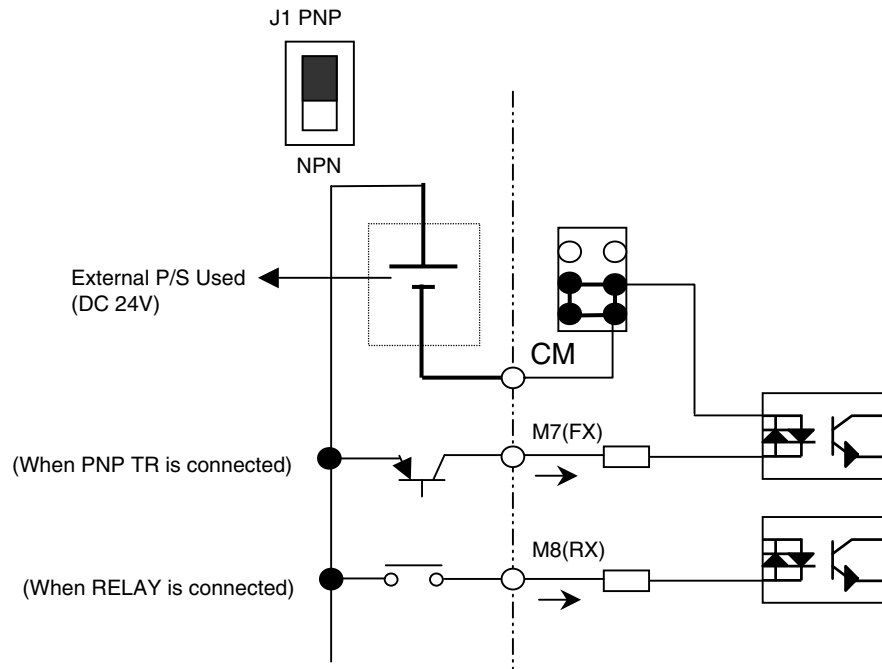 J1 PNP
NPN
External P/S Used
(DC 24V)
CM
M7(FX)
(When PNP TR is connected)
M8(RX)
(When RELAY is connected)